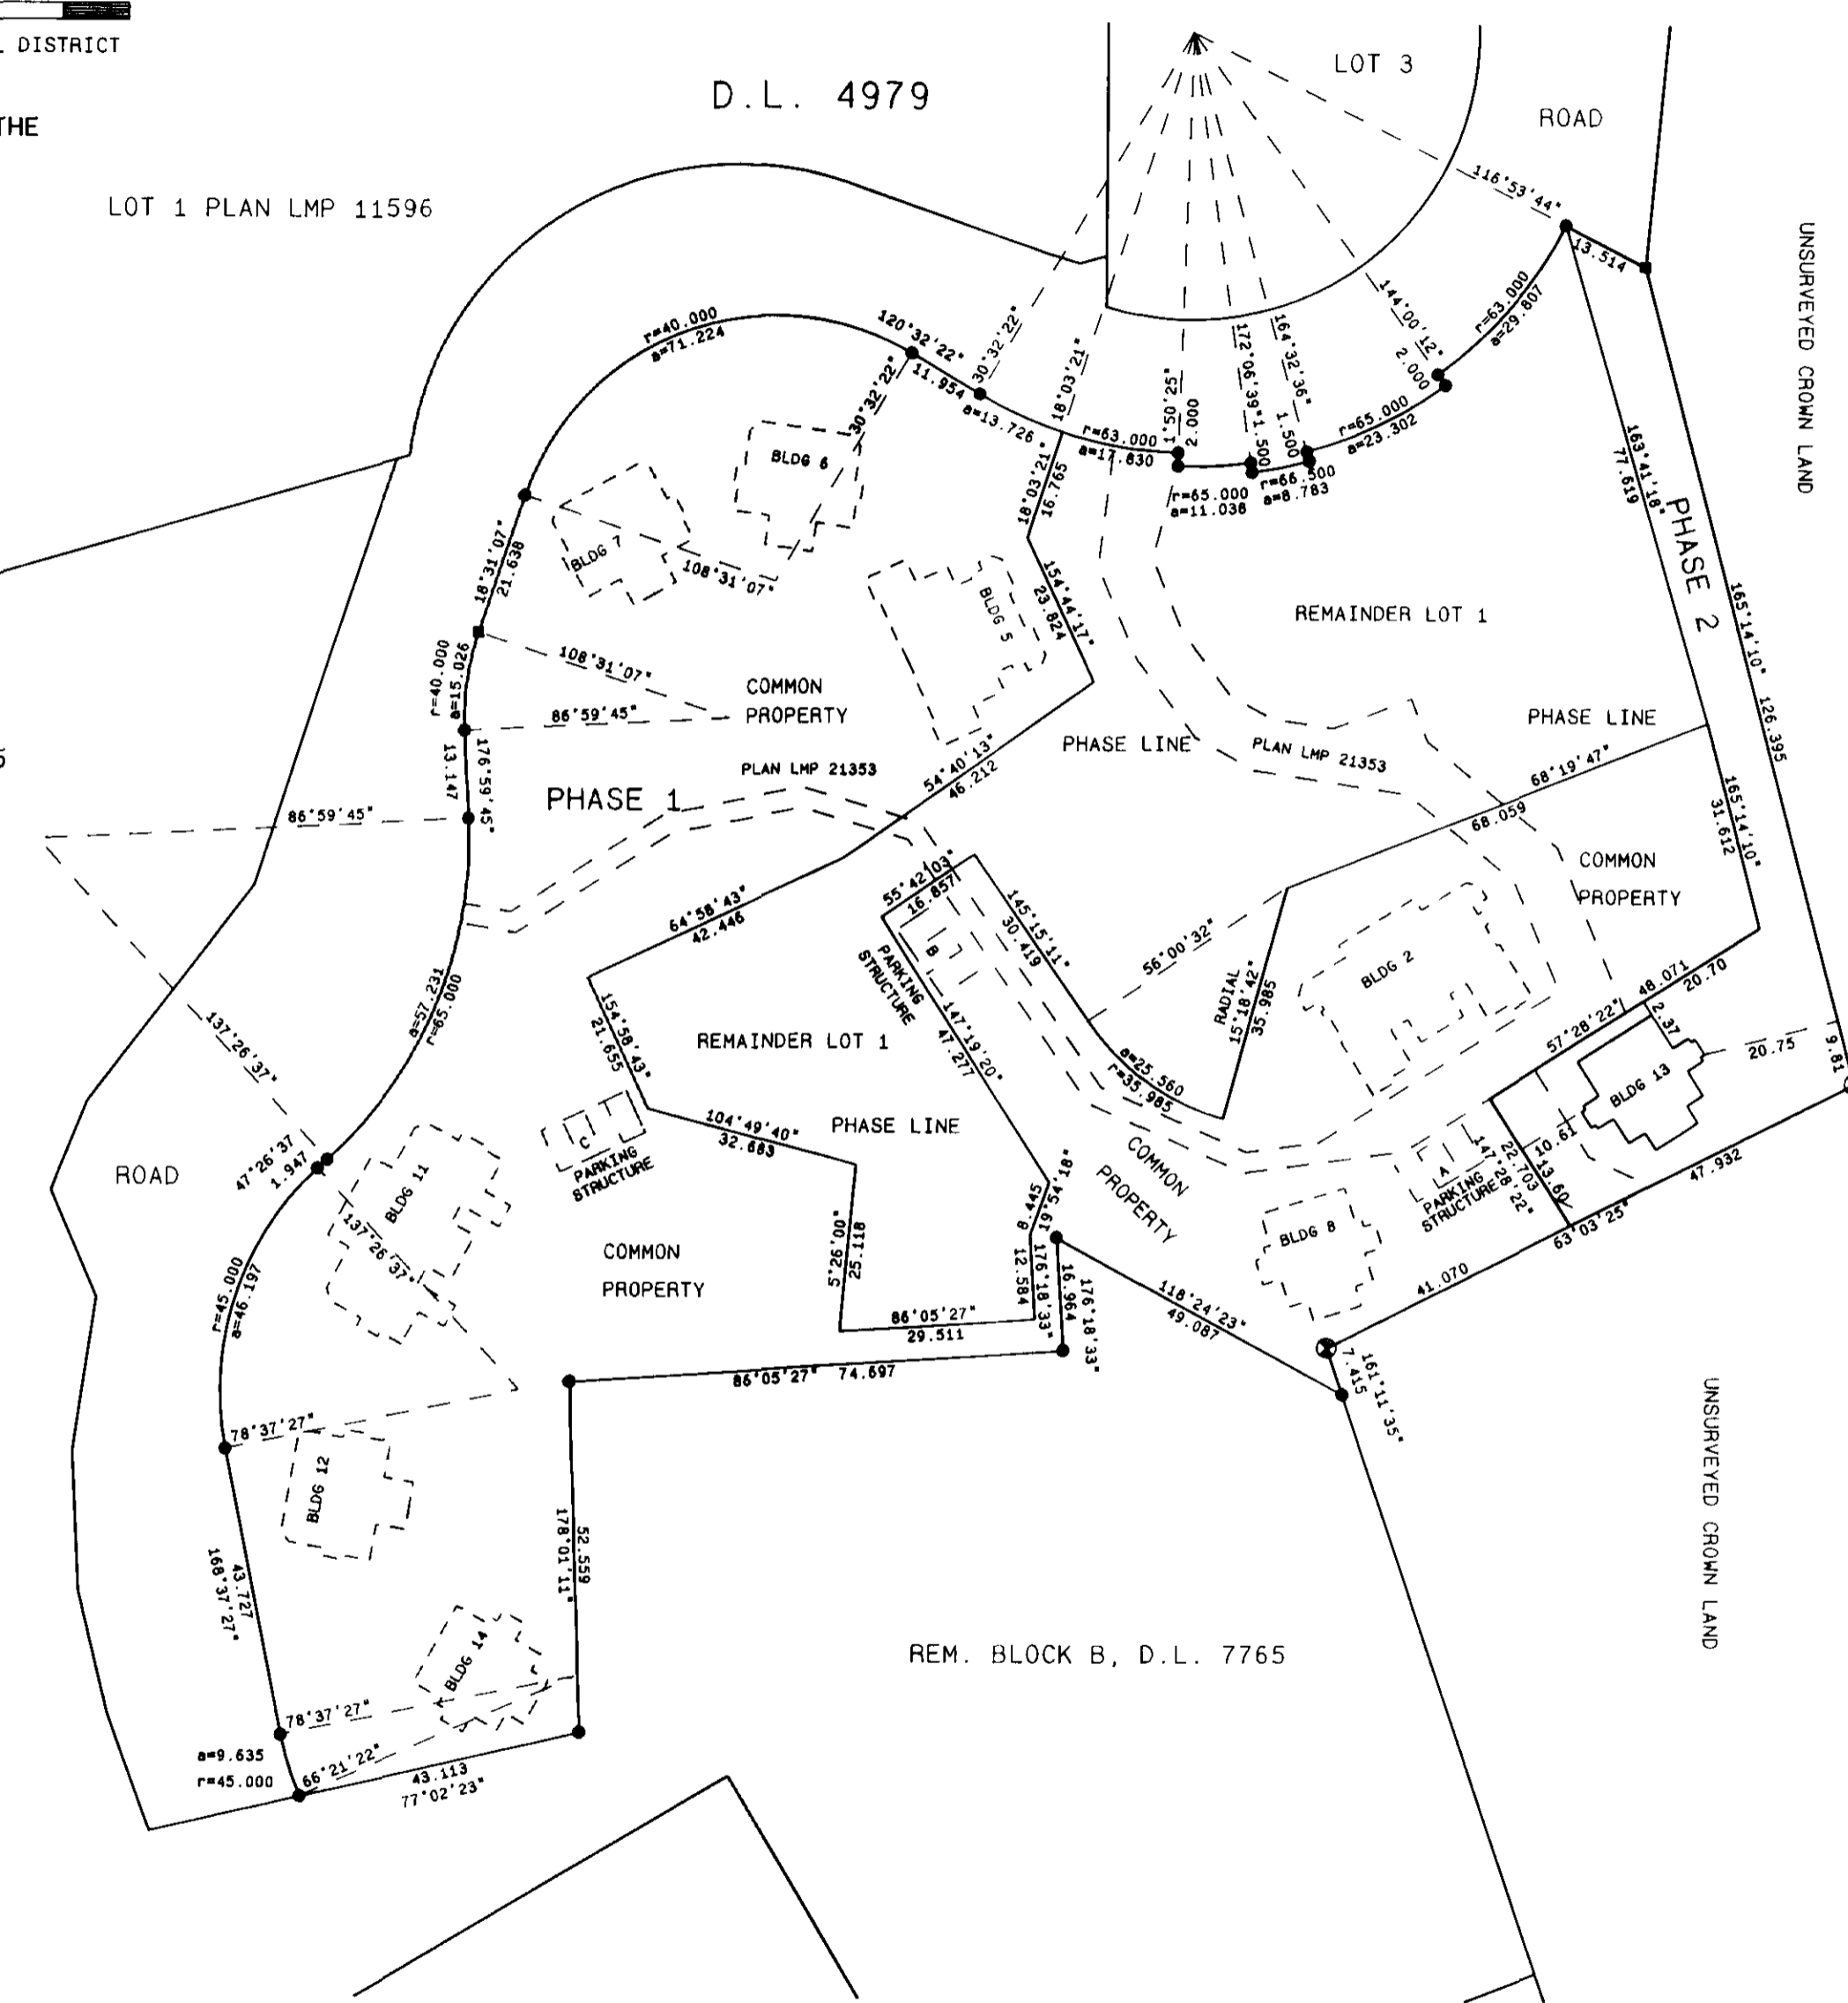 DISTRICT
THE
D.L. 4979
LOT 3
ROAD
LOT 1 PLAN LMP 11596
116°53'44"
13.514
UNSURVEYED CROWN LAND
r=40.000
a=71.224
120°32'22"
11.954
30°32'22"
30°32'22"
a=13.726
18°03'21"
r=63.000
a=17.830
1°50'25"
2.000
172°06'39"
1.500
164°32'36"
1.500
144°00'12"
2.000
r=63.000
a=29.807
r=65.000
a=23.302
r=65.000
a=11.038
r=66.500
a=8.783
18°03'21"
16.765
163°41'18"
77.619
PHASE 2
BLDG 6
BLDG 7
108°31'07"
18°31'07"
21.638
154°44'17"
23.824
BLDG 5
REMAINDER LOT 1
165°14'10"
126.395
r=40.000
a=15.026
108°31'07"
86°59'45"
COMMON
PROPERTY
PHASE LINE
PHASE LINE
PLAN LMP 21353
PLAN LMP 21353
13.147
176°59'45"
PHASE 1
54°40'13"
46.212
68°19'47"
68.059
165°14'10"
31.612
86°59'45"
COMMON
PROPERTY
64°58'43"
42.446
55°42'03"
16.857
145°15'11"
30.419
B
PARKING
STRUCTURE
56°00'32"
RADIAL
15°18'42"
35.985
BLDG 2
48.071
20.70
57°28'22"
2.37
a=57.231
r=65.000
137°26'37"
154°58'43"
21.655
REMAINDER LOT 1
147°19'20"
47.277
a=25.560
r=35.985
20.75
9.81
BLDG 13
10.61
PHASE LINE
104°49'40"
32.683
C
PARKING
STRUCTURE
COMMON
PROPERTY
A
PARKING
STRUCTURE
147°28'22"
22.703
13.60
47.932
63°03'25"
ROAD
47°26'37
1.947
BLDG 11
137°26'37"
COMMON
PROPERTY
5°26'00"
25.118
8.445
19°54'18"
12.584
176°18'33"
16.964
176°18'33"
118°24'23"
49.087
BLDG 8
41.070
r=45.000
a=46.197
86°05'27"
29.511
86°05'27" 74.697
7.415
161°11'35"
78°37'27"
BLDG 12
UNSURVEYED CROWN LAND
52.559
178°01'11"
43.727
168°37'27"
BLDG 14
REM. BLOCK B, D.L. 7765
78°37'27"
a=9.635
r=45.000
66°21'22"
43.113
77°02'23"